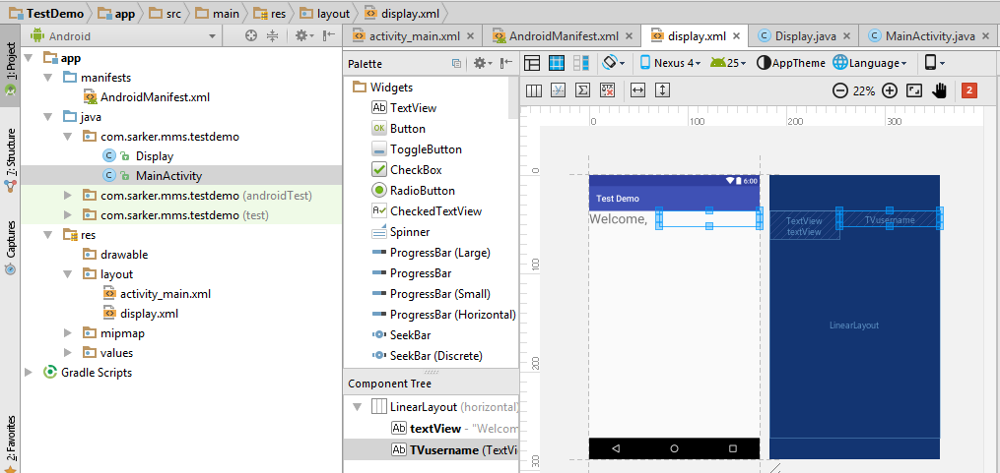 TestDemo app src main res layout display.xml
1: Project
7: Structure
Captures
2: Favorites
Android
app
manifests
AndroidManifest.xml
java
com.sarker.mms.testdemo
Display
MainActivity
com.sarker.mms.testdemo (androidTest)
com.sarker.mms.testdemo (test)
res
drawable
layout
activity_main.xml
display.xml
mipmap
values
Gradle Scripts
activity_main.xml AndroidManifest.xml display.xml Display.java MainActivity.java
Palette
Widgets
Ab TextView
OK Button
ToggleButton
CheckBox
RadioButton
CheckedTextView
Spinner
ProgressBar (Large)
ProgressBar
ProgressBar (Small)
ProgressBar (Horizontal)
SeekBar
SeekBar (Discrete)
Component Tree
LinearLayout (horizontal)
Ab textView - "Welcom
Ab TVusername (TextVi
Nexus 4 25 AppTheme Language
22% 2
0 100 200 300
0
100
200
300
6:00
Test Demo
Welcome,
TextView
textView
TVusername
LinearLayout